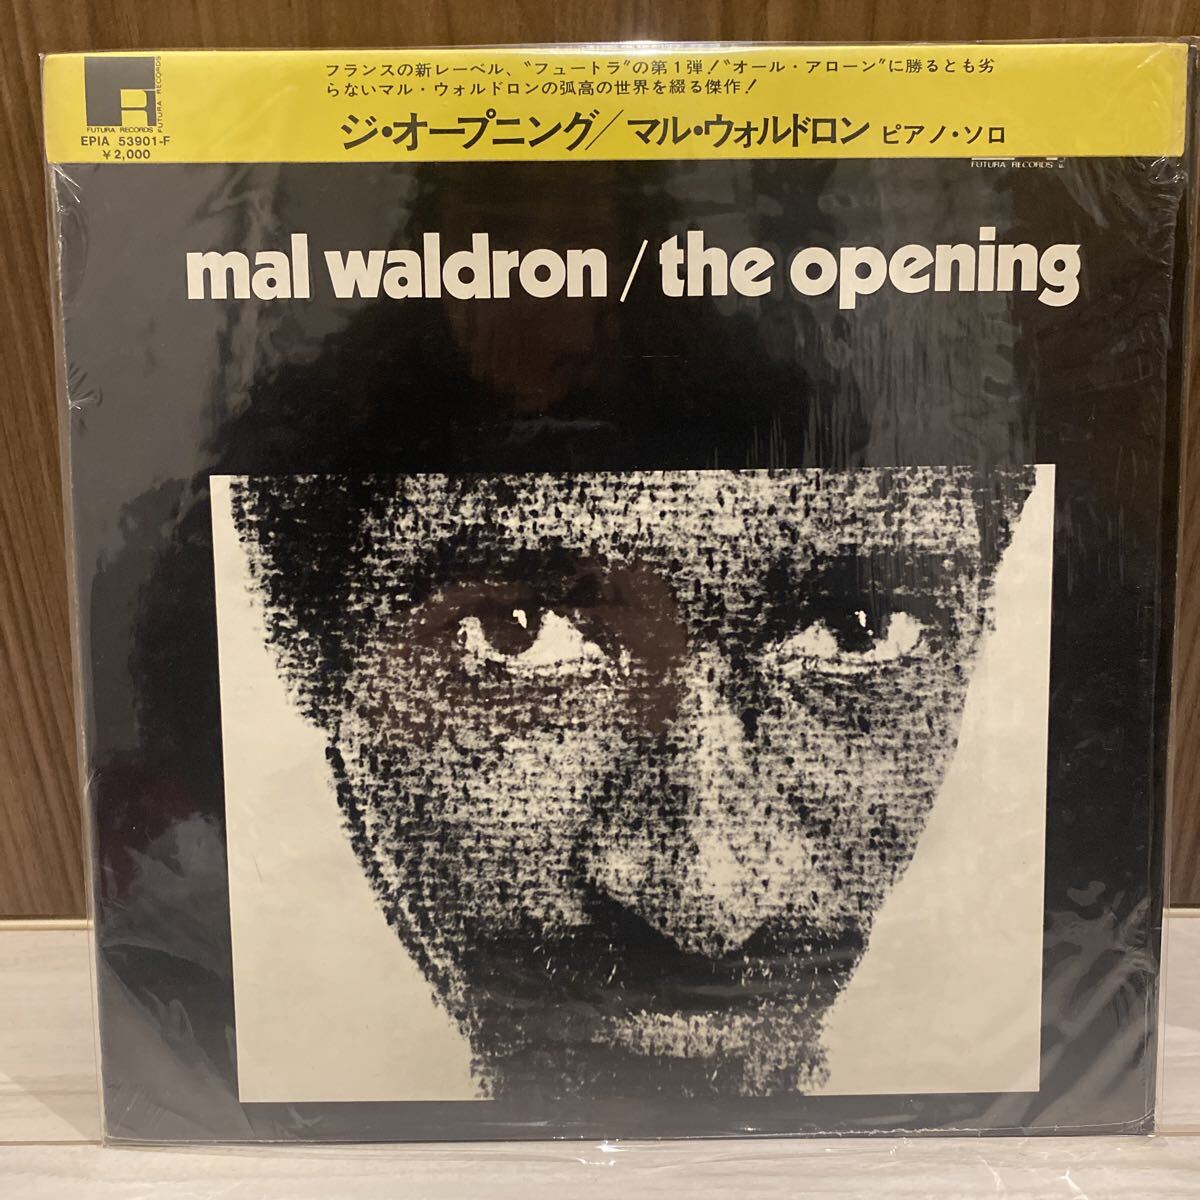 フランスの新レーベル、“フュートラ”の第1弾！“オール・アローン”に勝るとも劣
らないマル・ウォルドロンの弧高の世界を綴る傑作！
ジ・オープニング／マル・ウォルドロン ピアノ・ソロ
FUTURA RECORDS
FUTURA RECORDS
EPIA 53901-F
¥2,000
FUTURA RECORDS
mal waldron / the opening